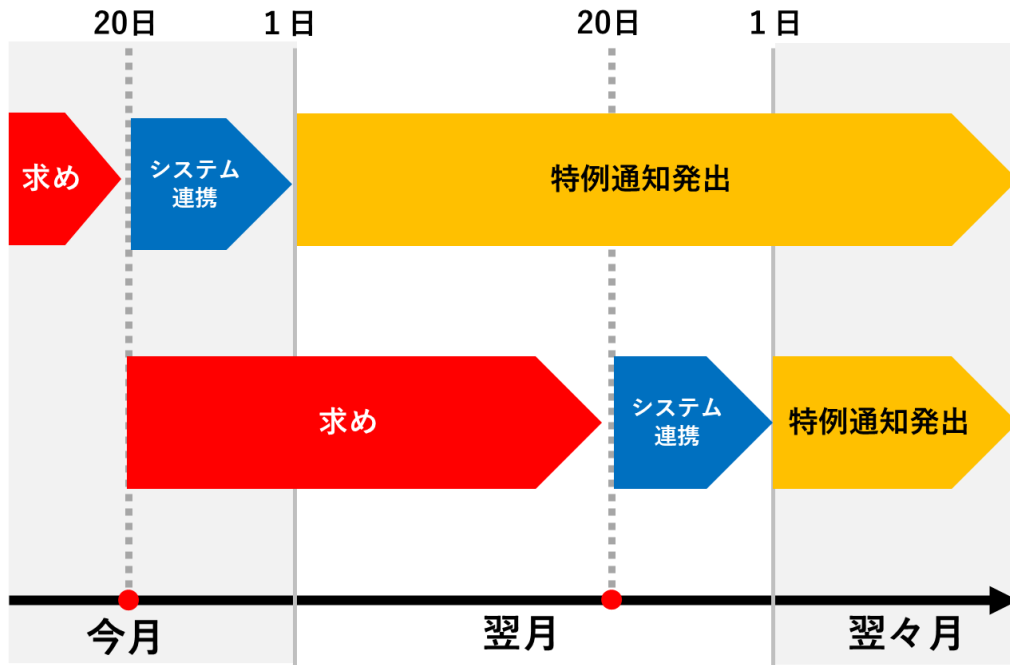 20日
1日
20日
1日
求め
システム
連携
特例通知発出
求め
システム
連携
特例通知発出
今月
翌月
翌々月